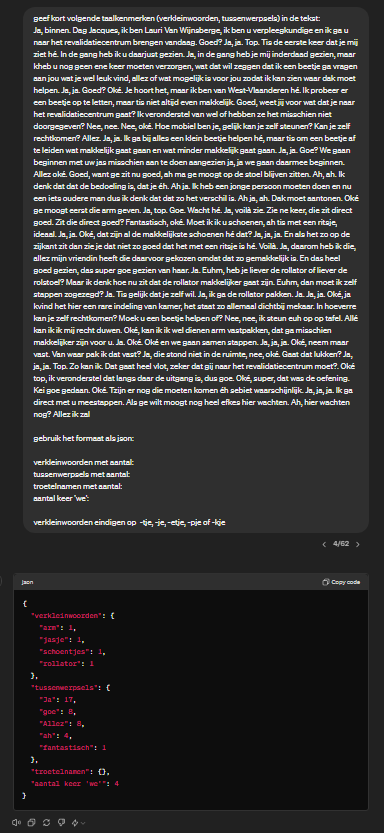 geef kort volgende taalkenmerken (verkleinwoorden, tussenwerpsels) in de tekst:
Ja, binnen. Dag Jacques, ik ben Lauri Van Wijnsberge, ik ben u verpleegkundige en ik ga u
naar het revalidatiecentrum brengen vandaag. Goed? Ja, ja. Top. Tis de eerste keer dat je mij
ziet hé. In de gang heb ik u daarjust gezien. Ja, in de gang heb je mij inderdaad gezien, maar
kheb u nog geen ene keer moeten verzorgen, wat dat wil zeggen dat ik een beetje ga vragen
aan jou wat je wel leuk vind, allez of wat mogelijk is voor jou zodat ik kan zien waar dak moet
helpen. Ja, ja. Goed? Oké. Je hoort het, maar ik ben van West-Vlaanderen hé. Ik probeer er
een beetje op te letten, maar tis niet altijd even makkelijk. Goed, weet jij voor wat dat je naar
het revalidatiecentrum gaat? Ik veronderstel van wel of hebben ze het misschien niet
doorgegeven? Nee, nee. Nee, oké. Hoe mobiel ben je, gelijk kan je zelf steunen? Kan je zelf
rechtkomen? Allez. Ja, ja. Ik ga bij alles een klein beetje helpen hé, maar tis om een beetje af
te leiden wat makkelijk gaat gaan en wat minder makkelijk gaat gaan. Ja, ja. Goe? We gaan
beginnen met uw jas misschien aan te doen aangezien ja, ja we gaan daarmee beginnen.
Allez oké. Goed, want ge zit nu goed, ah ma ge moogt op de stoel blijven zitten. Ah, ah. Ik
denk dat dat de bedoeling is, dat je éh. Ah ja. Ik heb een jonge persoon moeten doen en nu
een iets oudere man dus ik denk dat dat zo het verschil is. Ah ja, ah. Dak moet aantonen. Oké
ge moogt eerst die arm geven. Ja, top. Goe. Wacht hé. Ja, voilà zie. Zie ne keer, die zit direct
goed. Zit die direct goed? Fantastisch, oké. Moet ik ik u schoenen, ah tis met een ritsje,
ideaal. Ja, ja. Oké, dat zijn al de makkelijkste schoenen hé dat? Ja, ja, ja. En als het zo op de
zijkant zit dan zie je dat niet zo goed dat het met een ritsje is hé. Voilà. Ja, daarom heb ik die,
allez mijn vriendin heeft die daarvoor gekozen omdat dat zo gemakkelijk is. En das heel
goed gezien, das super goe gezien van haar. Ja. Euhm, heb je liever de rollator of liever de
rolstoel? Maar ik denk hoe nu zit dat de rollator makkelijker gaat zijn. Euhm, dan moet ik zelf
stappen zogezegd? Ja. Tis gelijk dat je zelf wil. Ja, ik ga de rollator pakken. Ja. Ja, ja. Oké, ja
kvind het hier een rare indeling van kamer, het staat zo allemaal dichtbij mekaar. In hoeverre
kan je zelf rechtkomen? Moek u een beetje helpen of? Nee, nee, ik steun euh op op tafel. Allé
kan ik ik mij recht duwen. Oké, kan ik ik wel dienen arm vastpakken, dat ga misschien
makkelijker zijn voor u. Ja. Oké. Oké en we gaan samen stappen. Ja, ja, ja. Oké, neem maar
vast. Van waar pak ik dat vast? Ja, die stond niet in de ruimte, nee, oké. Gaat dat lukken? Ja,
ja, ja. Top. Zo kan ik. Dat gaat heel vlot, zeker dat gij naar het revalidatiecentrum moet?. Oké
top, ik veronderstel dat langs daar de uitgang is, dus goe. Oké, super, dat was de oefening.
Kei goe gedaan. Oké. Tzijn er nog die moeten komen éh sebiet waarschijnlijk. Ja, ja, ja. Ik ga
direct met u meestappen. Als ge wilt moogt nog heel efkes hier wachten. Ah, hier wachten
nog? Allez ik zal
gebruik het formaat als json:
verkleinwoorden met aantal:
tussenwerpsels met aantal:
troetelnamen met aantal:
aantal keer 'we':
verkleinwoorden eindigen op -tje, -je, -etje, -pje of -kje
4/62
json Copy code
{
"verkleinwoorden": {
"arm": 1,
"jasje": 1,
"schoentjes": 1,
"rollator": 1
},
"tussenwerpsels": {
"Ja": 17,
"goe": 8,
"Allez": 8,
"ah": 4,
"fantastisch": 1
},
"troetelnamen": {},
"aantal keer 'we'": 4
}